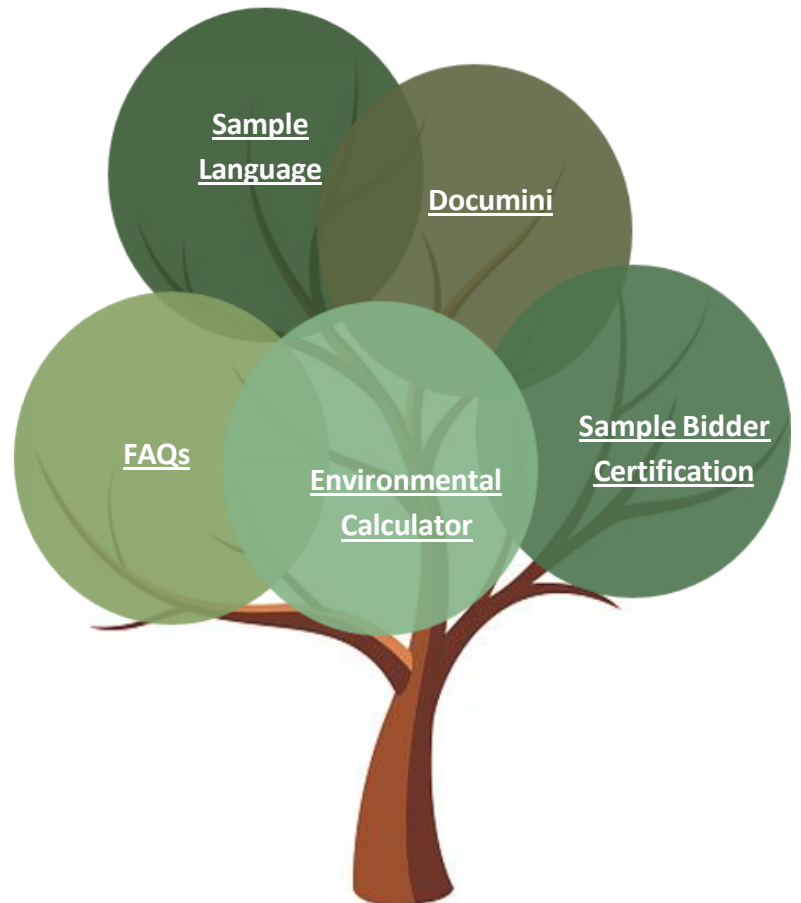 Sample
Language
Documini
FAQs
Environmental
Calculator
Sample Bidder
Certification